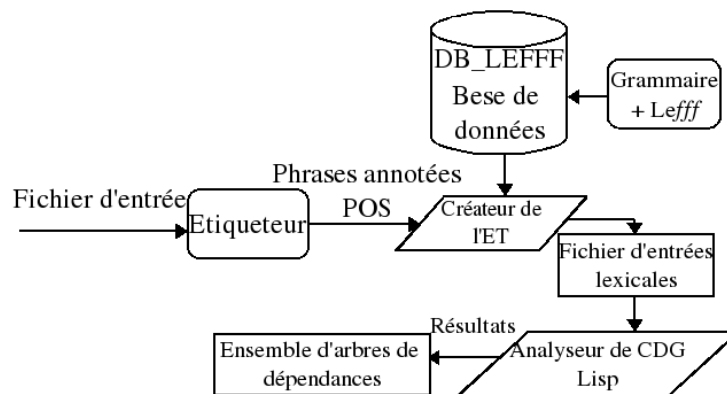 DB_LEFFF
Bese de
données
Grammaire
+ Lefff
Fichier d'entrée
Etiqueteur
Phrases annotées
POS
Créateur de
l'ET
Fichier d'entrées
lexicales
Analyseur de CDG
Lisp
Résultats
Ensemble d'arbres de
dépendances